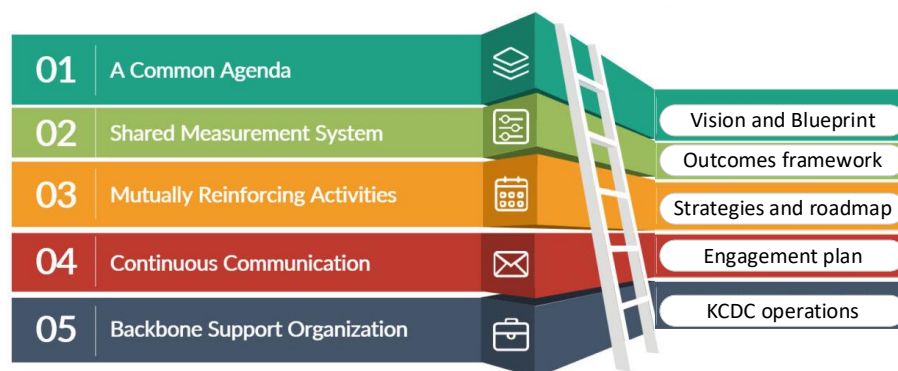 01 A Common Agenda
Vision and Blueprint
02 Shared Measurement System
Outcomes framework
03 Mutually Reinforcing Activities
Strategies and roadmap
04 Continuous Communication
Engagement plan
05 Backbone Support Organization
KCDC operations